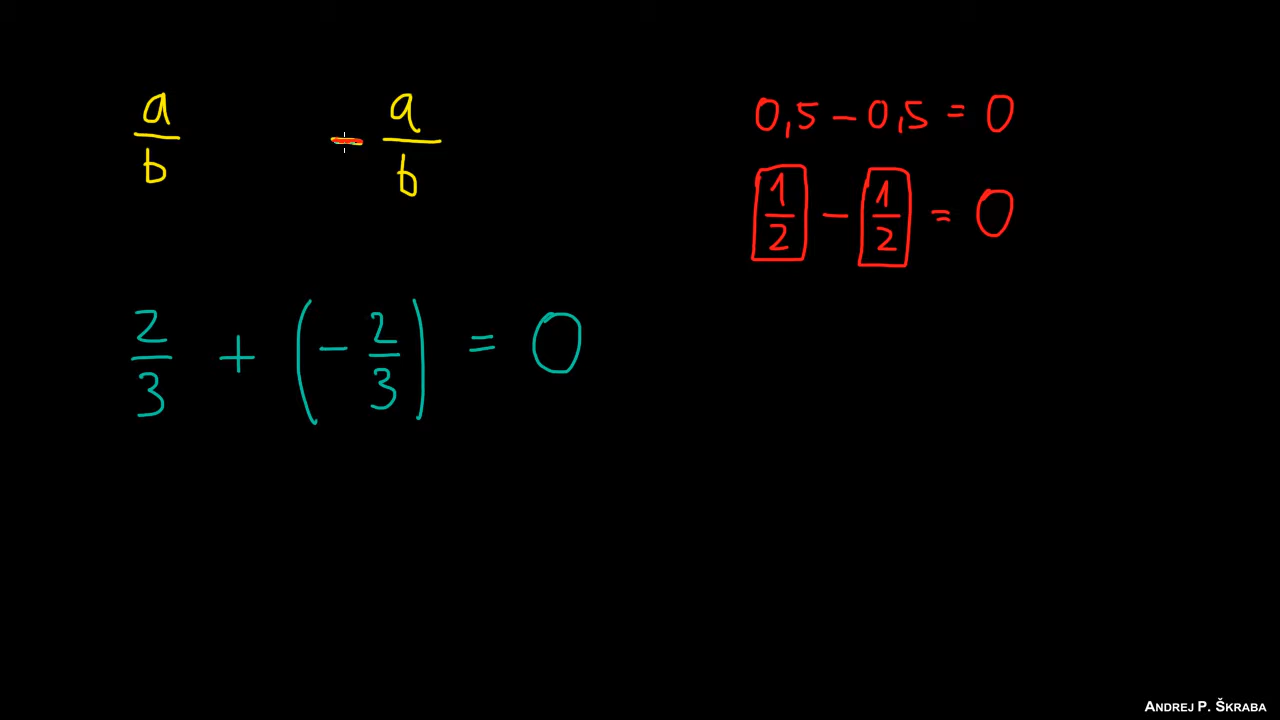 a/b - a/b
0,5 - 0,5 = 0
1/2 - 1/2 = 0
2/3 + (- 2/3) = 0
ANDREJ P. ŠKRABA